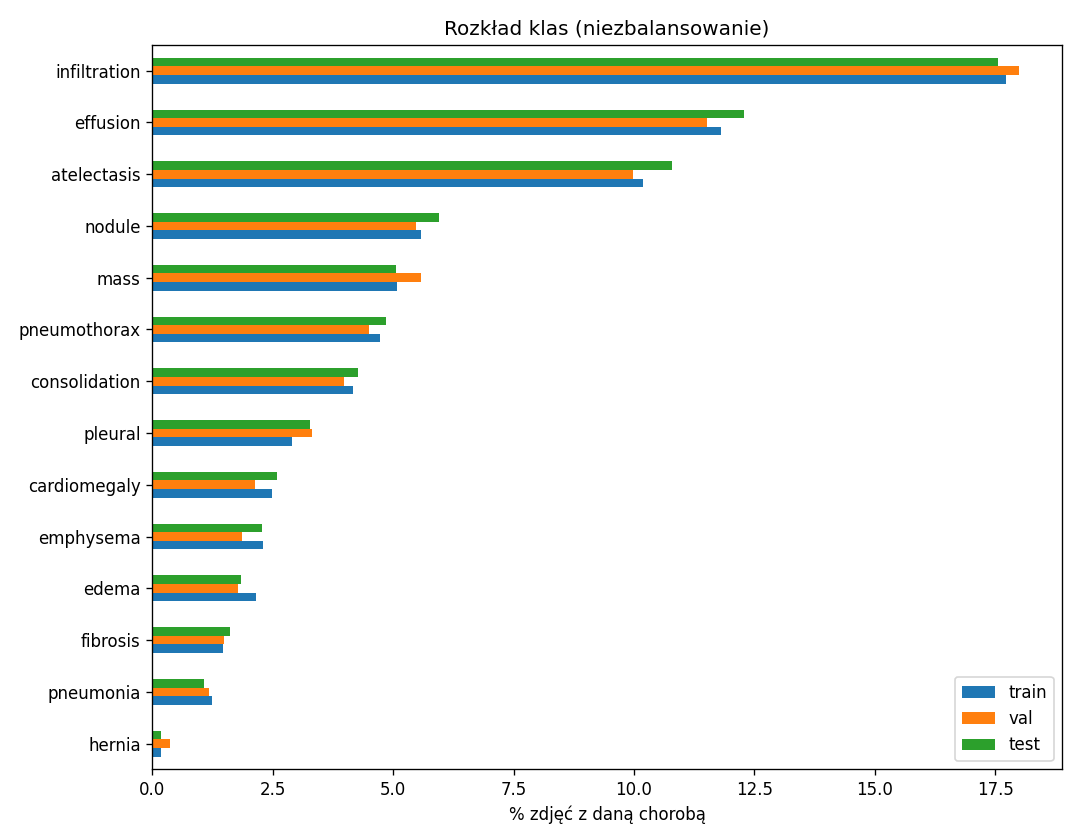 Rozkład klas (niezbalansowanie)
infiltration
effusion
atelectasis
nodule
mass
pneumothorax
consolidation
pleural
cardiomegaly
emphysema
edema
fibrosis
pneumonia
hernia
train
val
test
0.0 2.5 5.0 7.5 10.0 12.5 15.0 17.5
% zdjęć z daną chorobą